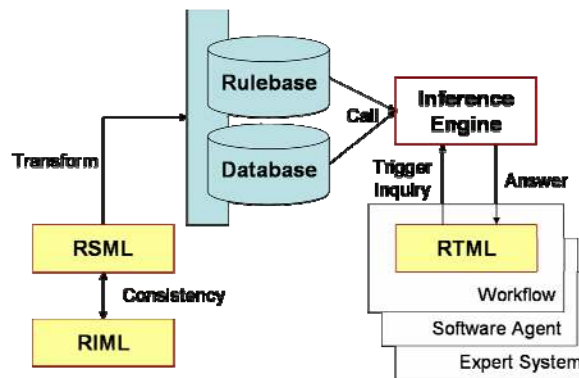 Rulebase
Inference
Engine
Call
Transform
Database
Trigger
Inquiry
Answer
RSML
RTML
Consistency
Workflow
Software Agent
RIML
Expert System